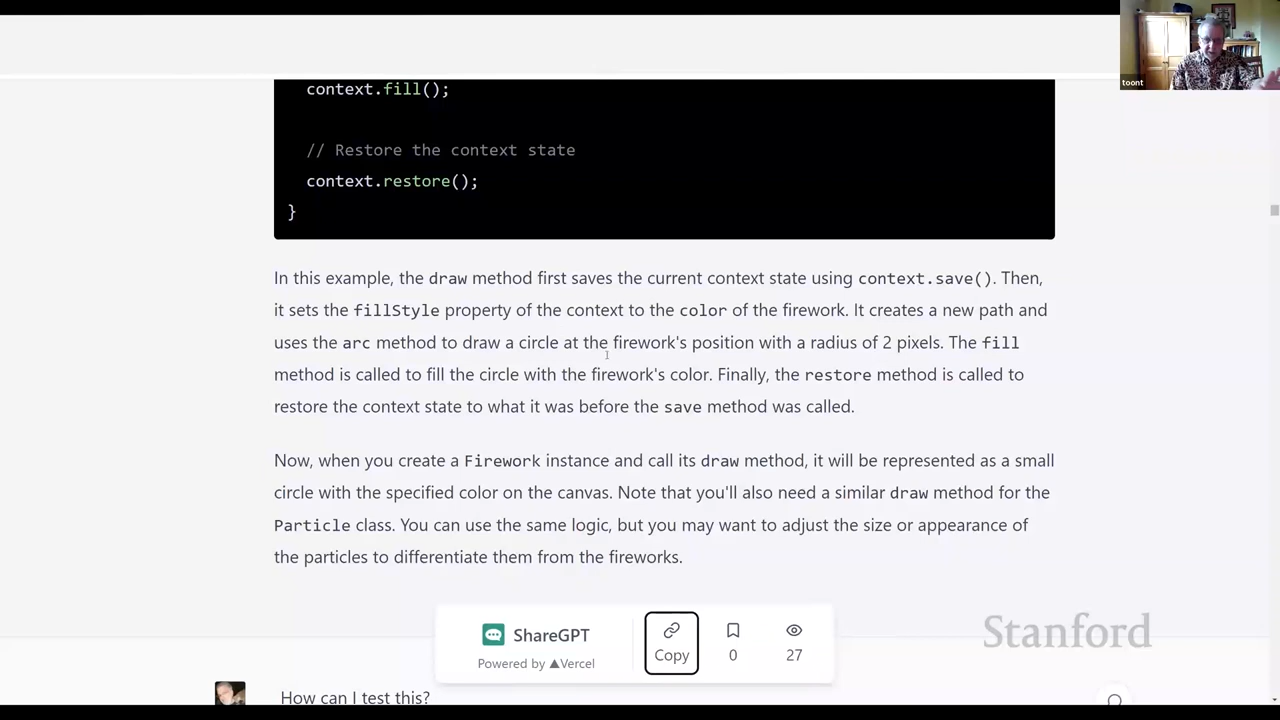 toont
context.fill();
// Restore the context state
context.restore();
}
In this example, the draw method first saves the current context state using context.save(). Then,
it sets the fillStyle property of the context to the color of the firework. It creates a new path and
uses the arc method to draw a circle at the firework's position with a radius of 2 pixels. The fill
method is called to fill the circle with the firework's color. Finally, the restore method is called to
restore the context state to what it was before the save method was called.
Now, when you create a Firework instance and call its draw method, it will be represented as a small
circle with the specified color on the canvas. Note that you'll also need a similar draw method for the
Particle class. You can use the same logic, but you may want to adjust the size or appearance of
the particles to differentiate them from the fireworks.
ShareGPT
Powered by ▲Vercel
Copy
0
27
Stanford
How can I test this?